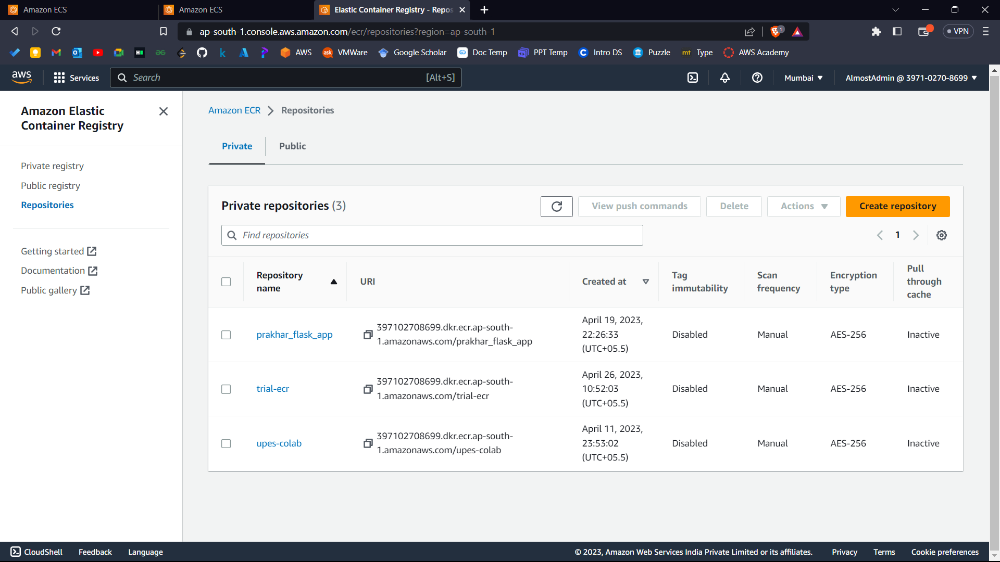 Amazon ECS
Amazon ECS
Elastic Container Registry - Repos
ap-south-1.console.aws.amazon.com/ecr/repositories?region=ap-south-1
1
VPN
AWS
ask
VMWare
Google Scholar
Doc Temp
PPT Temp
Intro DS
Puzzle
mt
Type
AWS Academy
aws
Services
Search
[Alt+S]
Mumbai
AlmostAdmin @ 3971-0270-8699
Amazon Elastic
Container Registry
Private registry
Public registry
Repositories
Getting started
Documentation
Public gallery
Amazon ECR
Repositories
Private
Public
Private repositories (3)
View push commands
Delete
Actions
Create repository
Find repositories
1
Repository
name
URI
Created at
Tag
immutability
Scan
frequency
Encryption
type
Pull
through
cache
prakhar_flask_app
397102708699.dkr.ecr.ap-south-
1.amazonaws.com/prakhar_flask_app
April 19, 2023,
22:26:33
(UTC+05.5)
Disabled
Manual
AES-256
Inactive
trial-ecr
397102708699.dkr.ecr.ap-south-
1.amazonaws.com/trial-ecr
April 26, 2023,
10:52:03
(UTC+05.5)
Disabled
Manual
AES-256
Inactive
upes-colab
397102708699.dkr.ecr.ap-south-
1.amazonaws.com/upes-colab
April 11, 2023,
23:53:02
(UTC+05.5)
Disabled
Manual
AES-256
Inactive
CloudShell
Feedback
Language
© 2023, Amazon Web Services India Private Limited or its affiliates.
Privacy
Terms
Cookie preferences